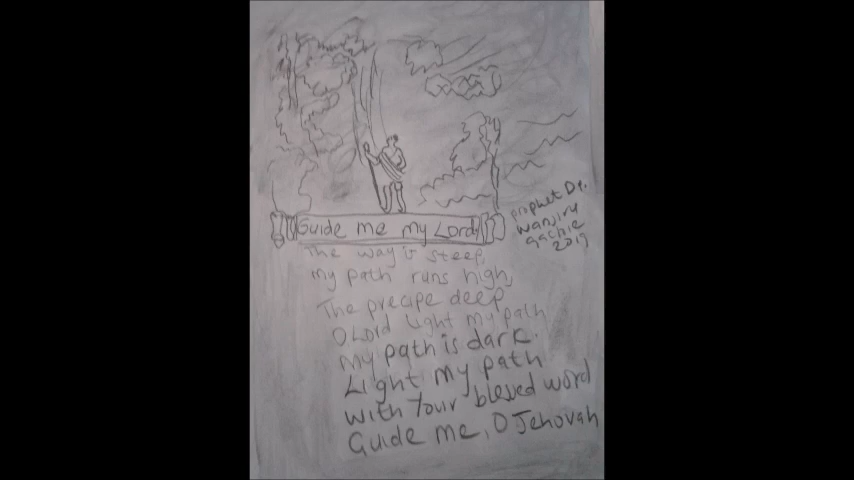 Guide me my Lord
The way is steep,
my path runs high,
The precipe deep
O Lord Light my path
my path is dark.
Light my path
with Your blessed word
Guide me, O Jehovah
prophet Dr.
wanjiru
gachie
2019